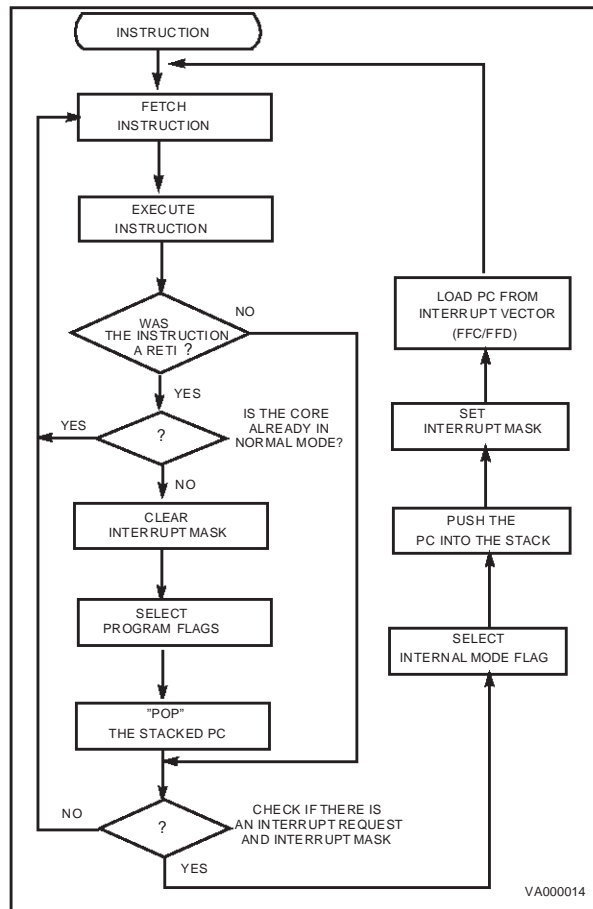 INSTRUCTION
FETCH
INSTRUCTION
EXECUTE
INSTRUCTION
WAS
THE INSTRUCTION
A RETI ?
NO
YES
YES
?
IS THE CORE
ALREADY IN
NORMAL MODE?
NO
CLEAR
INTERRUPT MASK
SELECT
PROGRAM FLAGS
"POP"
THE STACKED PC
NO
?
CHECK IF THERE IS
AN INTERRUPT REQUEST
AND INTERRUPT MASK
YES
LOAD PC FROM
INTERRUPT VECTOR
(FFC/FFD)
SET
INTERRUPT MASK
PUSH THE
PC INTO THE STACK
SELECT
INTERNAL MODE FLAG
VA000014